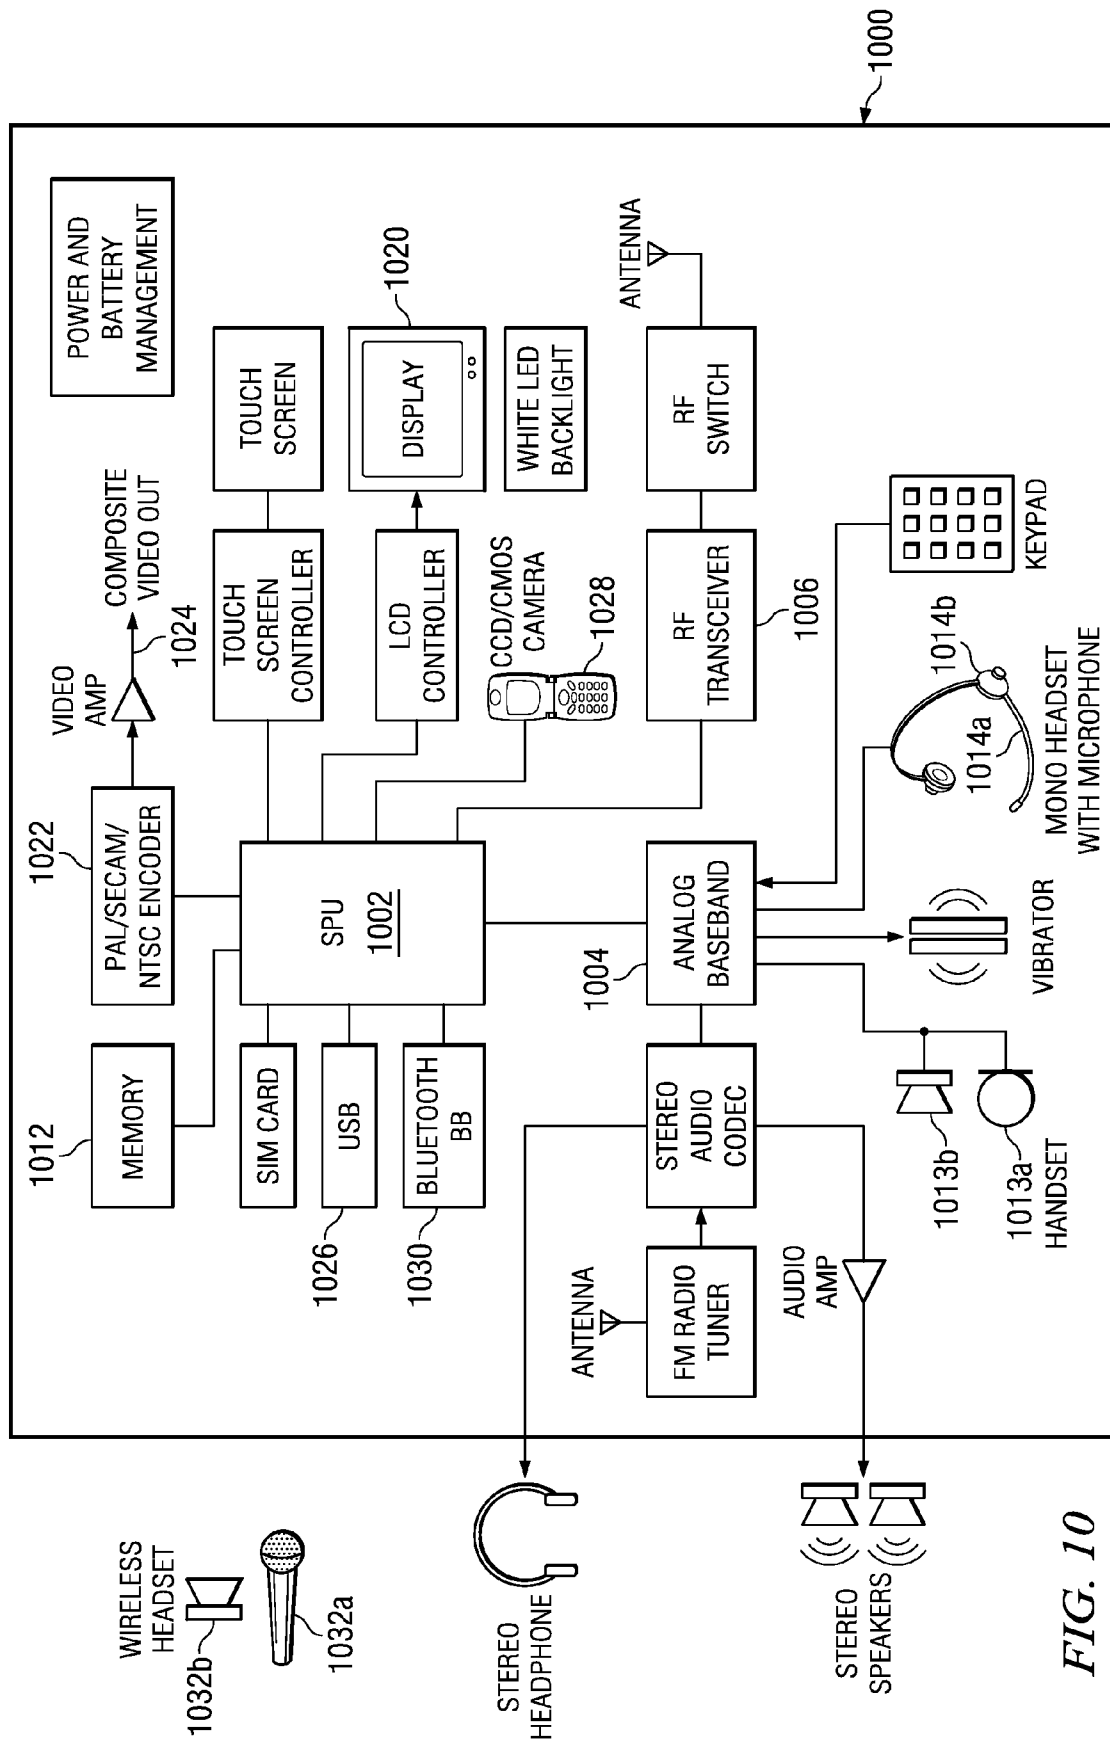 WIRELESS
HEADSET
1032b
1032a
STEREO
HEADPHONE
STEREO
SPEAKERS
1012
MEMORY
1022
PAL/SECAM/
NTSC ENCODER
VIDEO
AMP
1024
COMPOSITE
VIDEO OUT
POWER AND
BATTERY
MANAGEMENT
SIM CARD
1026
USB
1030
BLUETOOTH
BB
SPU
1002
TOUCH
SCREEN
CONTROLLER
TOUCH
SCREEN
LCD
CONTROLLER
DISPLAY
1020
CCD/CMOS
CAMERA
1028
WHITE LED
BACKLIGHT
ANTENNA
FM RADIO
TUNER
STEREO
AUDIO
CODEC
1004
ANALOG
BASEBAND
RF
TRANSCEIVER
1006
RF
SWITCH
ANTENNA
AUDIO
AMP
1013b
1013a
HANDSET
VIBRATOR
1014a
1014b
MONO HEADSET
WITH MICROPHONE
KEYPAD
1000
FIG. 10